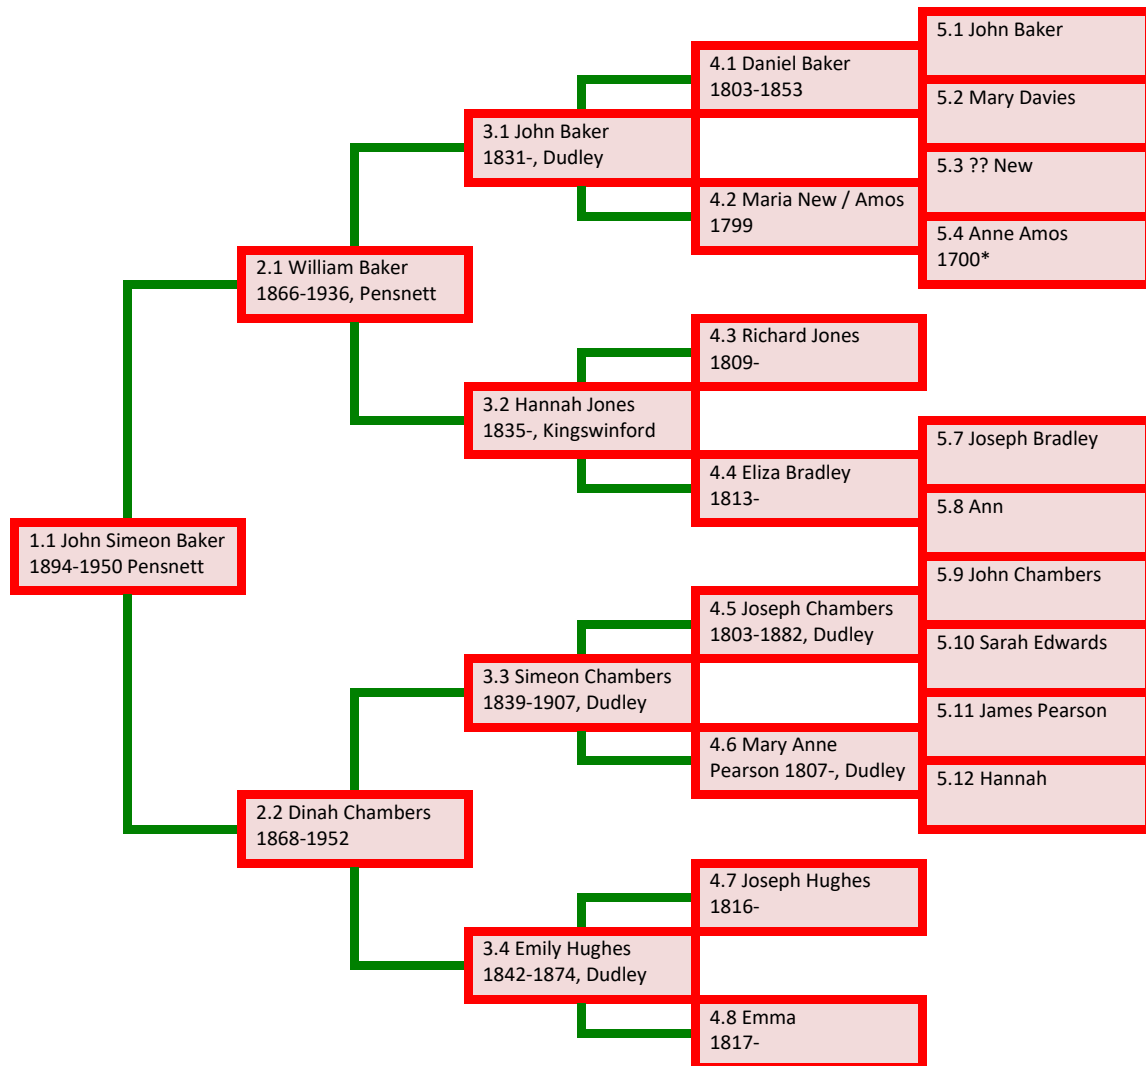 5.1 John Baker
4.1 Daniel Baker
1803-1853
5.2 Mary Davies
3.1 John Baker
1831-, Dudley
5.3 ?? New
4.2 Maria New / Amos
1799
5.4 Anne Amos
1700*
2.1 William Baker
1866-1936, Pensnett
4.3 Richard Jones
1809-
3.2 Hannah Jones
1835-, Kingswinford
5.7 Joseph Bradley
4.4 Eliza Bradley
1813-
5.8 Ann
1.1 John Simeon Baker
1894-1950 Pensnett
5.9 John Chambers
4.5 Joseph Chambers
1803-1882, Dudley
5.10 Sarah Edwards
3.3 Simeon Chambers
1839-1907, Dudley
5.11 James Pearson
4.6 Mary Anne
Pearson 1807-, Dudley
5.12 Hannah
2.2 Dinah Chambers
1868-1952
4.7 Joseph Hughes
1816-
3.4 Emily Hughes
1842-1874, Dudley
4.8 Emma
1817-